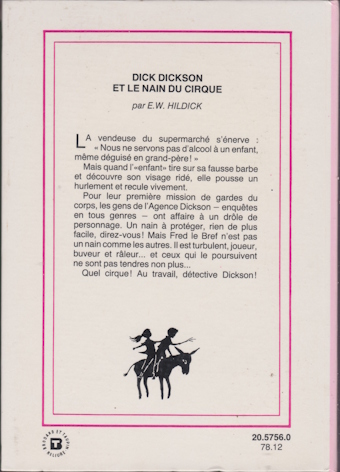 DICK DICKSON
ET LE NAIN DU CIRQUE
par E.W. HILDICK
LA vendeuse du supermarché s'énerve :
« Nous ne servons pas d'alcool à un enfant,
même déguisé en grand-père! »
Mais quand l'«enfant» tire sur sa fausse barbe
et découvre son visage ridé, elle pousse un
hurlement et recule vivement.
Pour leur première mission de gardes du
corps, les gens de l'Agence Dickson – enquêtes
en tous genres – ont affaire à un drôle de
personnage. Un nain à protéger, rien de plus
facile, direz-vous! Mais Fred le Bref n'est pas
un nain comme les autres. Il est turbulent, joueur,
buveur et râleur... et ceux qui le poursuivent
ne sont pas tendres non plus...
Quel cirque! Au travail, détective Dickson!
BRODARD ET TAUPIN
RELIURE
20.5756.0
78.12